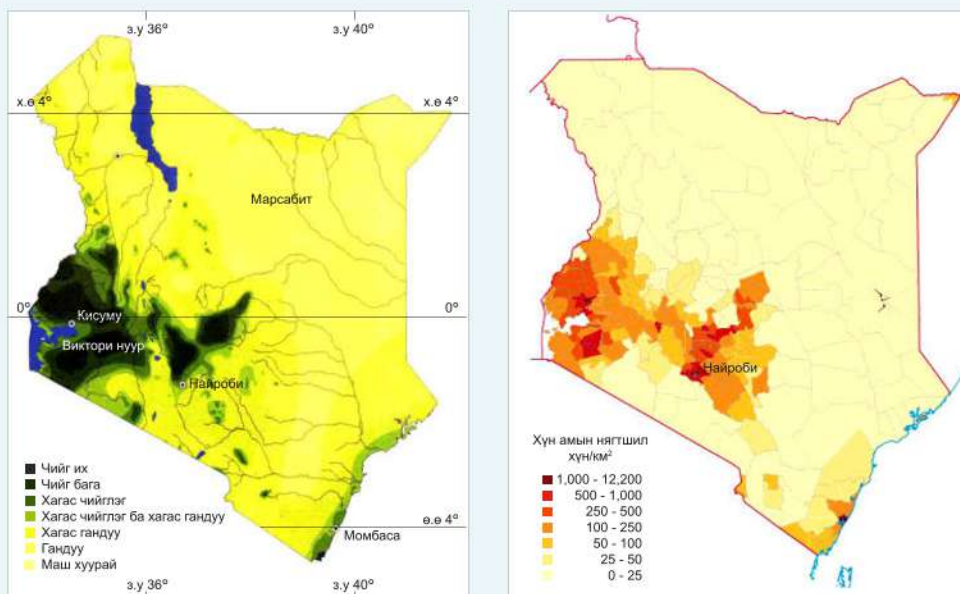 з.у 36°
з.у 40°
х.ө 4°
х.ө 4°
Марсабит
0°
0°
Кисуму
Виктори нуур
Найроби
Чийг их
Чийг бага
Хагас чийглэг
Хагас чийглэг ба хагас гандуу
Хагас гандуу
Гандуу
Маш хуурай
ө.ө 4°
Момбаса
з.у 36°
з.у 40°
Найроби
Хүн амын нягтшил
хүн/км²
1,000 - 12,200
500 - 1,000
250 - 500
100 - 250
50 - 100
25 - 50
0 - 25